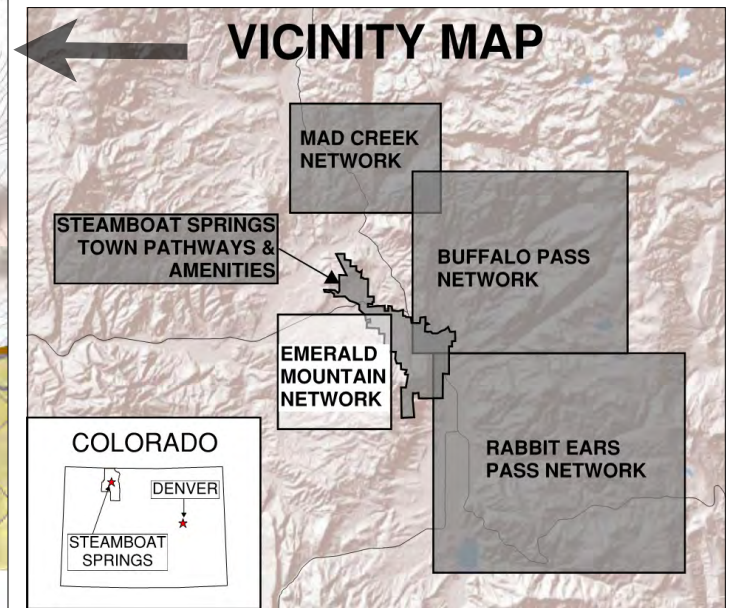 VICINITY MAP
MAD CREEK
NETWORK
STEAMBOAT SPRINGS
TOWN PATHWAYS &
AMENITIES
BUFFALO PASS
NETWORK
EMERALD
MOUNTAIN
NETWORK
RABBIT EARS
PASS NETWORK
COLORADO
DENVER
STEAMBOAT
SPRINGS